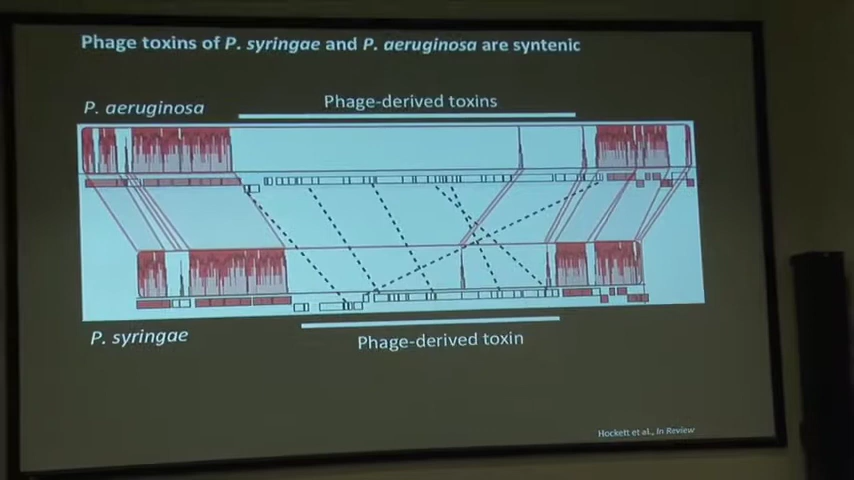 Phage toxins of P. syringae and P. aeruginosa are syntenic
P. aeruginosa
Phage-derived toxins
P. syringae
Phage-derived toxin
Hockett et al., In Review